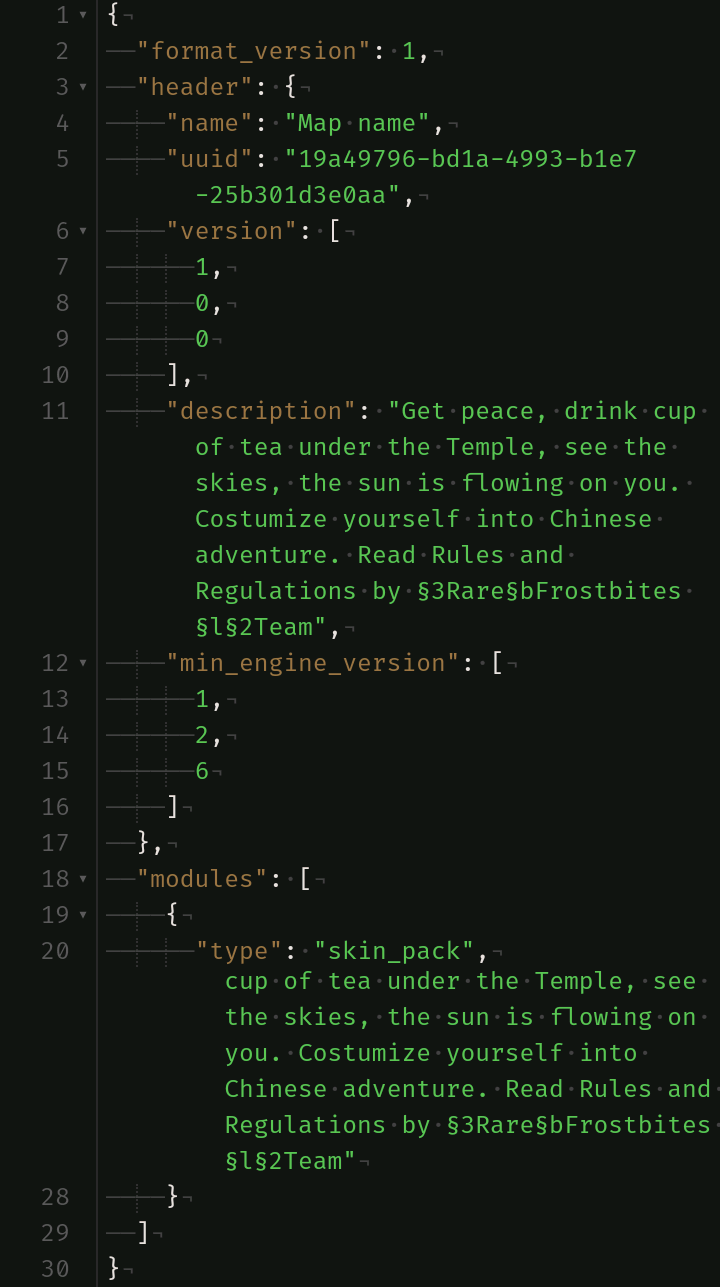 1 {
2 "format_version": 1,
3 "header": {
4 "name": "Map name",
5 "uuid": "19a49796-bd1a-4993-b1e7
-25b301d3e0aa",
6 "version": [
7 1,
8 0,
9 0
10 ],
11 "description": "Get peace, drink cup
of tea under the Temple, see the
skies, the sun is flowing on you.
Costumize yourself into Chinese
adventure. Read Rules and
Regulations by §3Rare§bFrostbites
§l§2Team",
12 "min_engine_version": [
13 1,
14 2,
15 6
16 ]
17 },
18 "modules": [
19 {
20 "type": "skin_pack",
cup of tea under the Temple, see
the skies, the sun is flowing on
you. Costumize yourself into
Chinese adventure. Read Rules and
Regulations by §3Rare§bFrostbites
§l§2Team"
28 }
29 ]
30 }